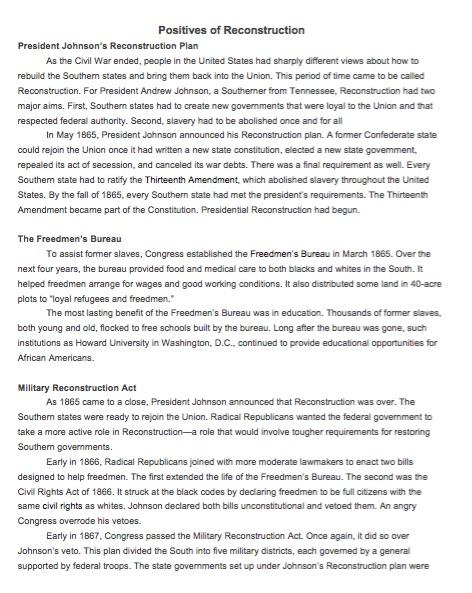 Positives of Reconstruction
President Johnson's Reconstruction Plan
As the Civil War ended, people in the United States had sharply different views about how to
rebuild the Southern states and bring them back into the Union. This period of time came to be called
Reconstruction. For President Andrew Johnson, a Southerner from Tennessee, Reconstruction had two
major aims. First, Southern states had to create new governments that were loyal to the Union and that
respected federal authority. Second, slavery had to be abolished once and for all
In May 1865, President Johnson announced his Reconstruction plan. A former Confederate state
could rejoin the Union once it had written a new state constitution, elected a new state government,
repealed its act of secession, and canceled its war debts. There was a final requirement as well. Every
Southern state had to ratify the Thirteenth Amendment, which abolished slavery throughout the United
States. By the fall of 1865, every Southern state had met the president's requirements. The Thirteenth
Amendment became part of the Constitution. Presidential Reconstruction had begun.
The Freedmen's Bureau
To assist former slaves, Congress established the Freedmen's Bureau in March 1865. Over the
next four years, the bureau provided food and medical care to both blacks and whites in the South. It
helped freedmen arrange for wages and good working conditions. It also distributed some land in 40-acre
plots to "loyal refugees and freedmen."
The most lasting benefit of the Freedmen's Bureau was in education. Thousands of former slaves,
both young and old, flocked to free schools built by the bureau. Long after the bureau was gone, such
institutions as Howard University in Washington, D.C., continued to provide educational opportunities for
African Americans.
Military Reconstruction Act
As 1865 came to a close, President Johnson announced that Reconstruction was over. The
Southern states were ready to rejoin the Union. Radical Republicans wanted the federal government to
take a more active role in Reconstruction—a role that would involve tougher requirements for restoring
Southern governments.
Early in 1866, Radical Republicans joined with more moderate lawmakers to enact two bills
designed to help freedmen. The first extended the life of the Freedmen's Bureau. The second was the
Civil Rights Act of 1866. It struck at the black codes by declaring freedmen to be full citizens with the
same civil rights as whites. Johnson declared both bills unconstitutional and vetoed them. An angry
Congress overrode his vetoes.
Early in 1867, Congress passed the Military Reconstruction Act. Once again, it did so over
Johnson's veto. This plan divided the South into five military districts, each governed by a general
supported by federal troops. The state governments set up under Johnson's Reconstruction plan were